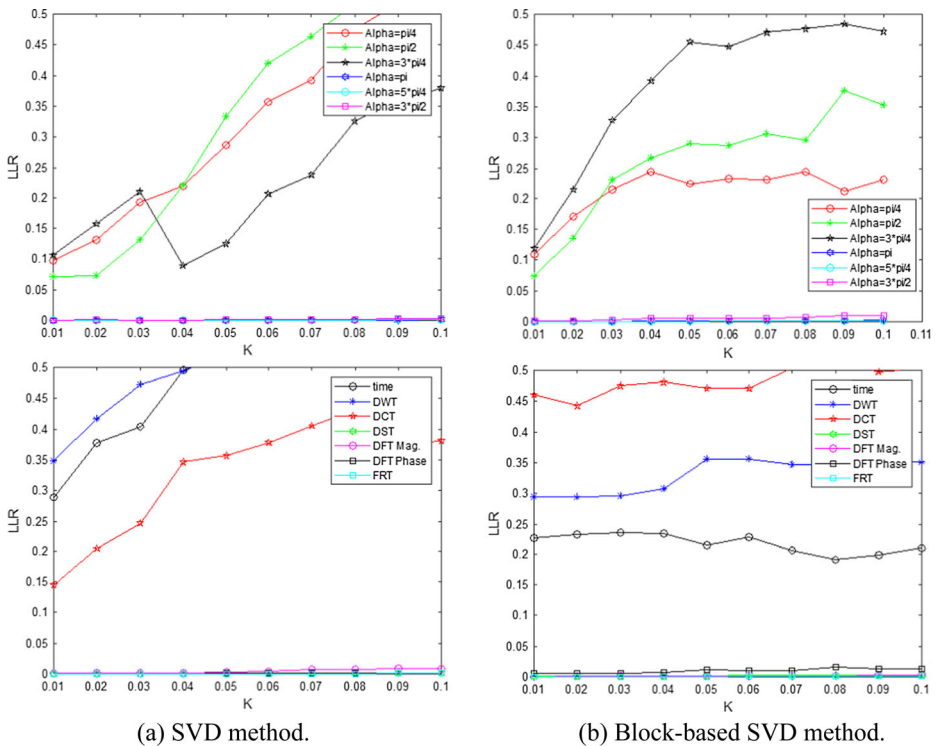 0.5
0.45
0.4
0.35
0.3
0.25
0.2
0.15
0.1
0.05
0
LLR
0.01 0.02 0.03 0.04 0.05 0.06 0.07 0.08 0.09 0.1
K
Alpha=pi/4
Alpha=pi/2
Alpha=3*pi/4
Alpha=pi
Alpha=5*pi/4
Alpha=3*pi/2
0.5
0.45
0.4
0.35
0.3
0.25
0.2
0.15
0.1
0.05
0
LLR
0.01 0.02 0.03 0.04 0.05 0.06 0.07 0.08 0.09 0.1 0.11
K
Alpha=pi/4
Alpha=pi/2
Alpha=3*pi/4
Alpha=pi
Alpha=5*pi/4
Alpha=3*pi/2
0.5
0.45
0.4
0.35
0.3
0.25
0.2
0.15
0.1
0.05
0
LLR
0.01 0.02 0.03 0.04 0.05 0.06 0.07 0.08 0.09 0.1
K
time
DWT
DCT
DST
DFT Mag.
DFT Phase
FRT
0.5
0.45
0.4
0.35
0.3
0.25
0.2
0.15
0.1
0.05
0
LLR
0.01 0.02 0.03 0.04 0.05 0.06 0.07 0.08 0.09 0.1
K
time
DWT
DCT
DST
DFT Mag.
DFT Phase
FRT
(a) SVD method.
(b) Block-based SVD method.